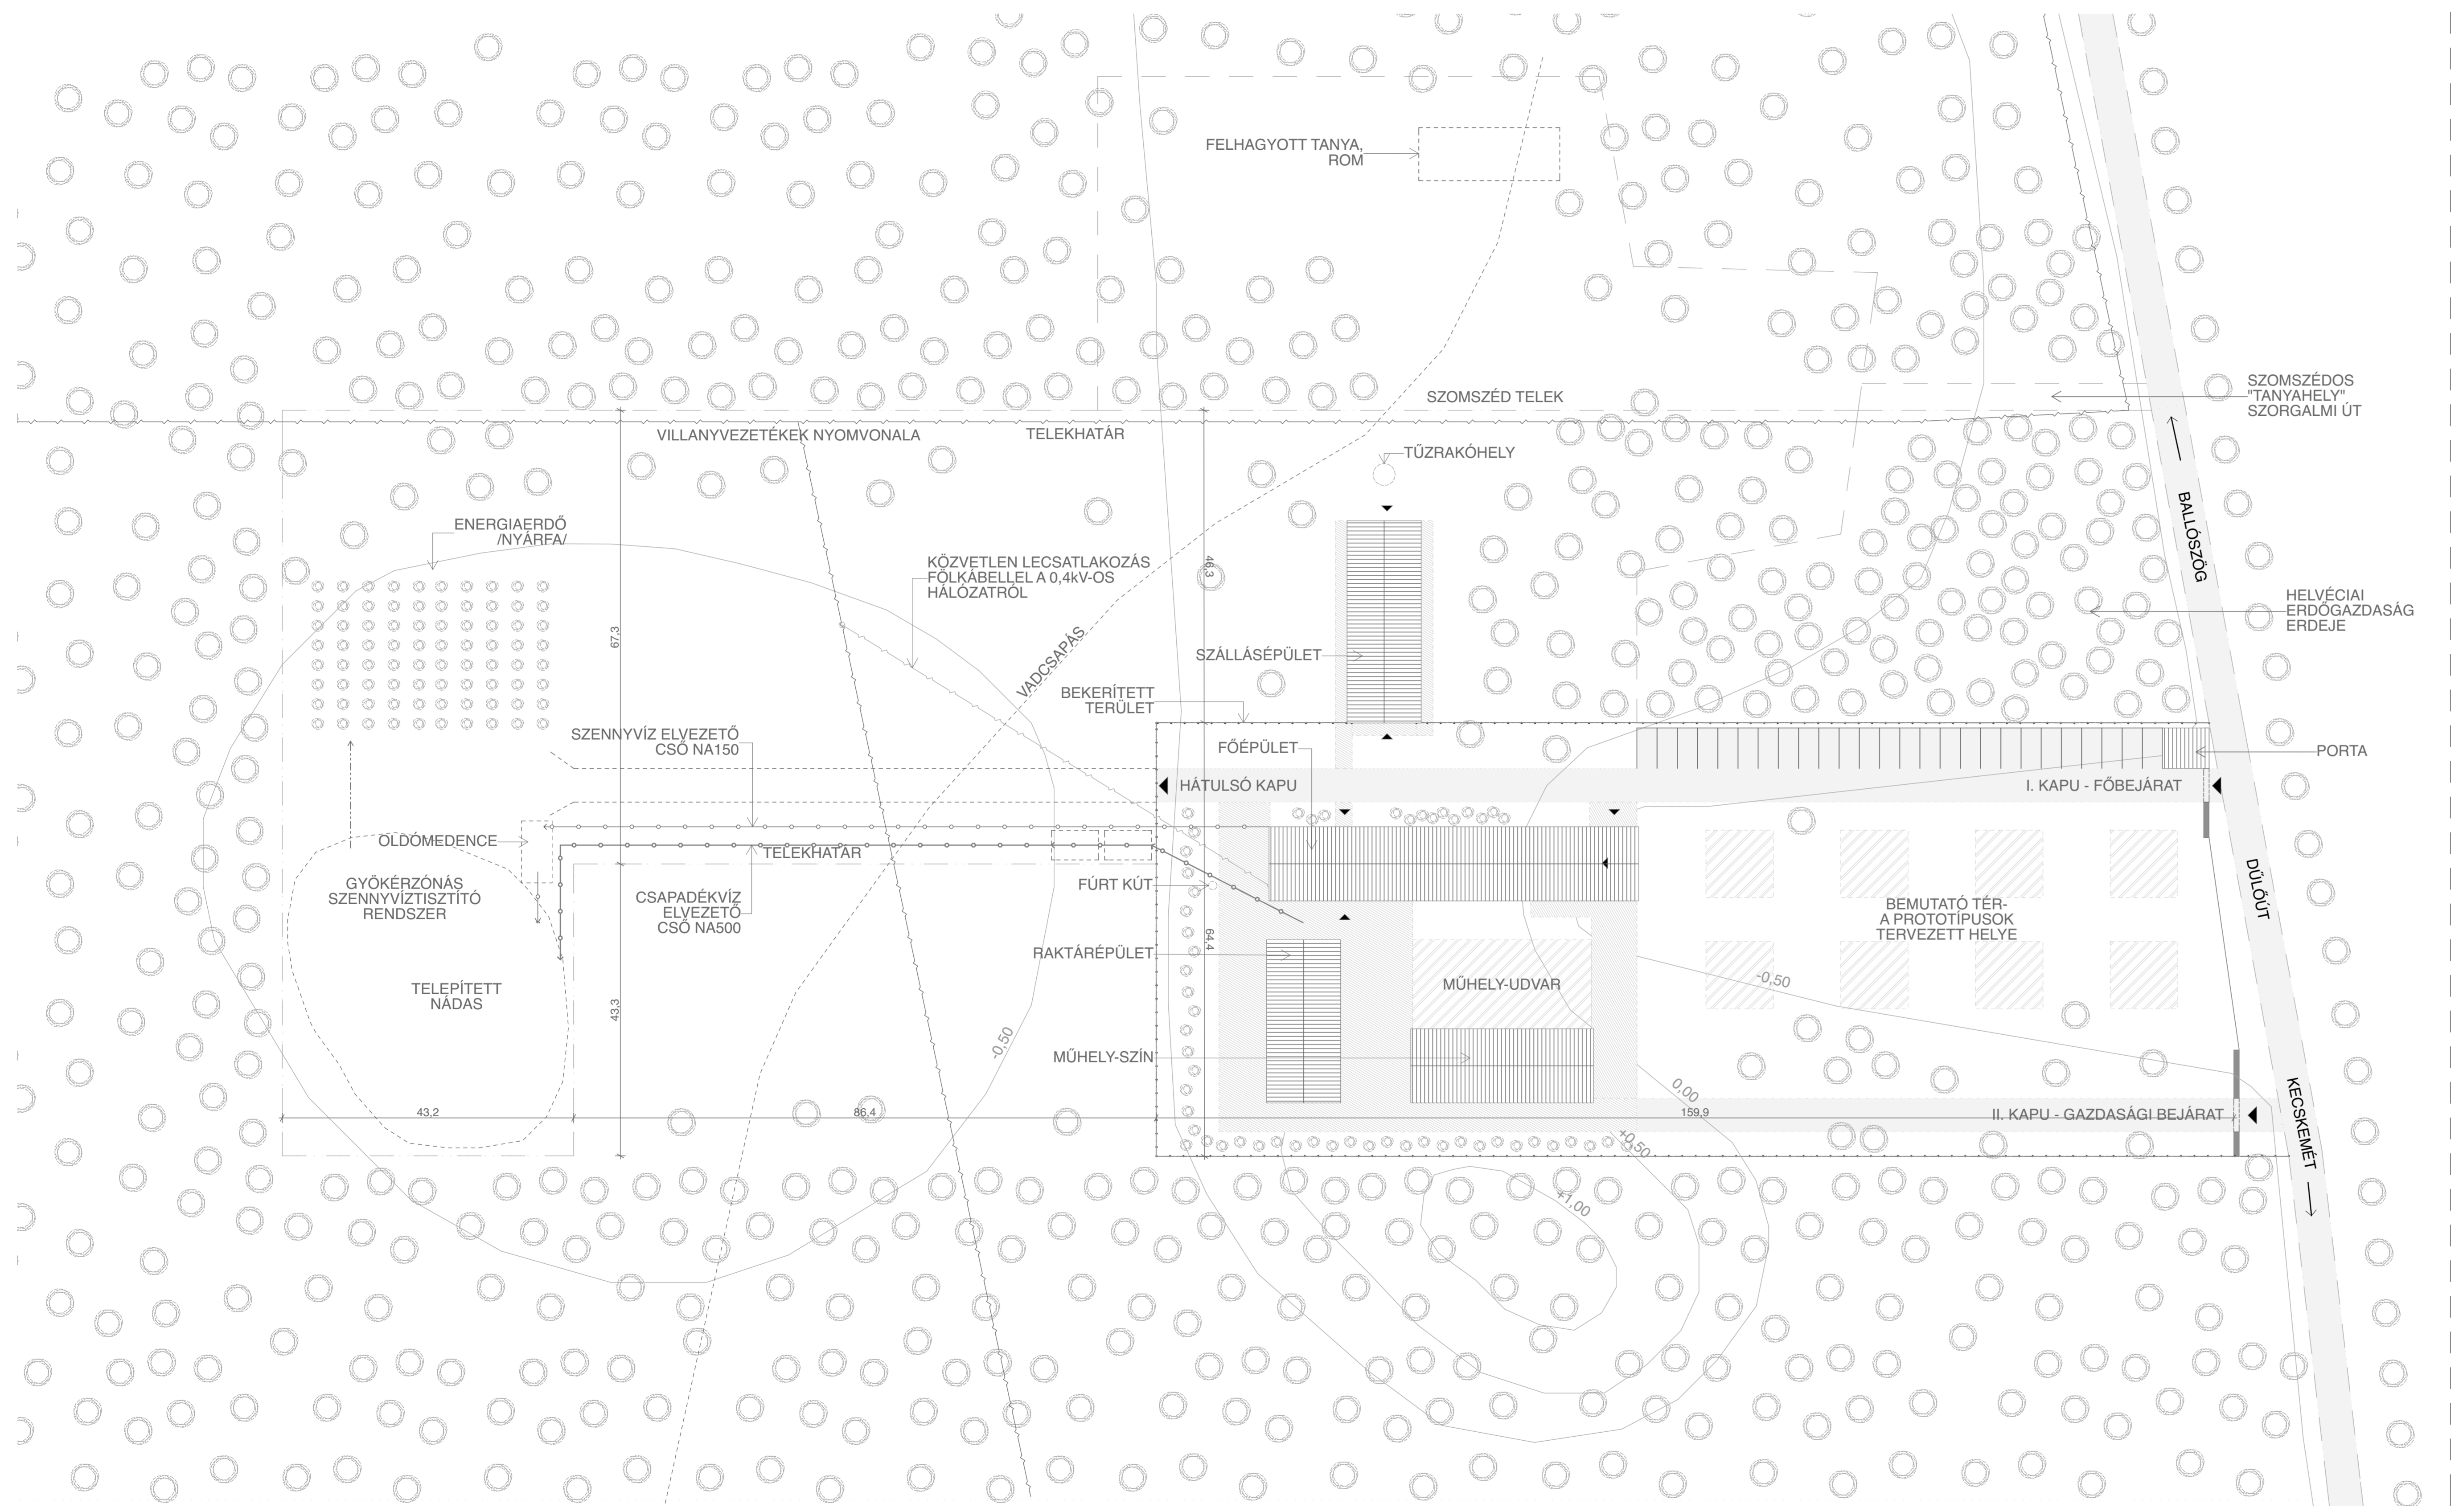 FELHAGYOTT TANYA,
ROM
SZOMSZÉD TELEK
SZOMSZÉDOS
"TANYAHELY"
SZORGALMI ÚT
VILLANYVEZETÉKEK NYOMVONALA
TELEKHATÁR
TŰZRAKÓHELY
BALLÓSZÖG
ENERGIAERDŐ
/NYÁRFA/
KÖZVETLEN LECSATLAKOZÁS
FÖLKÁBELLEL A 0,4kV-OS
HÁLÓZATRÓL
46,3
67,3
HELVÉCIAI
ERDŐGAZDASÁG
ERDEJE
VADCSAPÁS
SZÁLLÁSÉPÜLET
BEKERÍTETT
TERÜLET
SZENNYVÍZ ELVEZETŐ
CSŐ NA150
FŐÉPÜLET
PORTA
HÁTULSÓ KAPU
I. KAPU - FŐBEJÁRAT
OLDÓMEDENCE
TELEKHATÁR
GYÖKÉRZÓNÁS
SZENNYVÍZTISZTÍTÓ
RENDSZER
CSAPADÉKVÍZ
ELVEZETŐ
CSŐ NA500
FÚRT KÚT
DŰLŐÚT
BEMUTATÓ TÉR-
A PROTOTÍPUSOK
TERVEZETT HELYE
64,4
RAKTÁRÉPÜLET
MŰHELY-UDVAR
-0,50
TELEPÍTETT
NÁDAS
43,3
-0,50
MŰHELY-SZÍN
0,00
KECSKEMÉT
43,2
86,4
159,9
II. KAPU - GAZDASÁGI BEJÁRAT
+0,50
+1,00